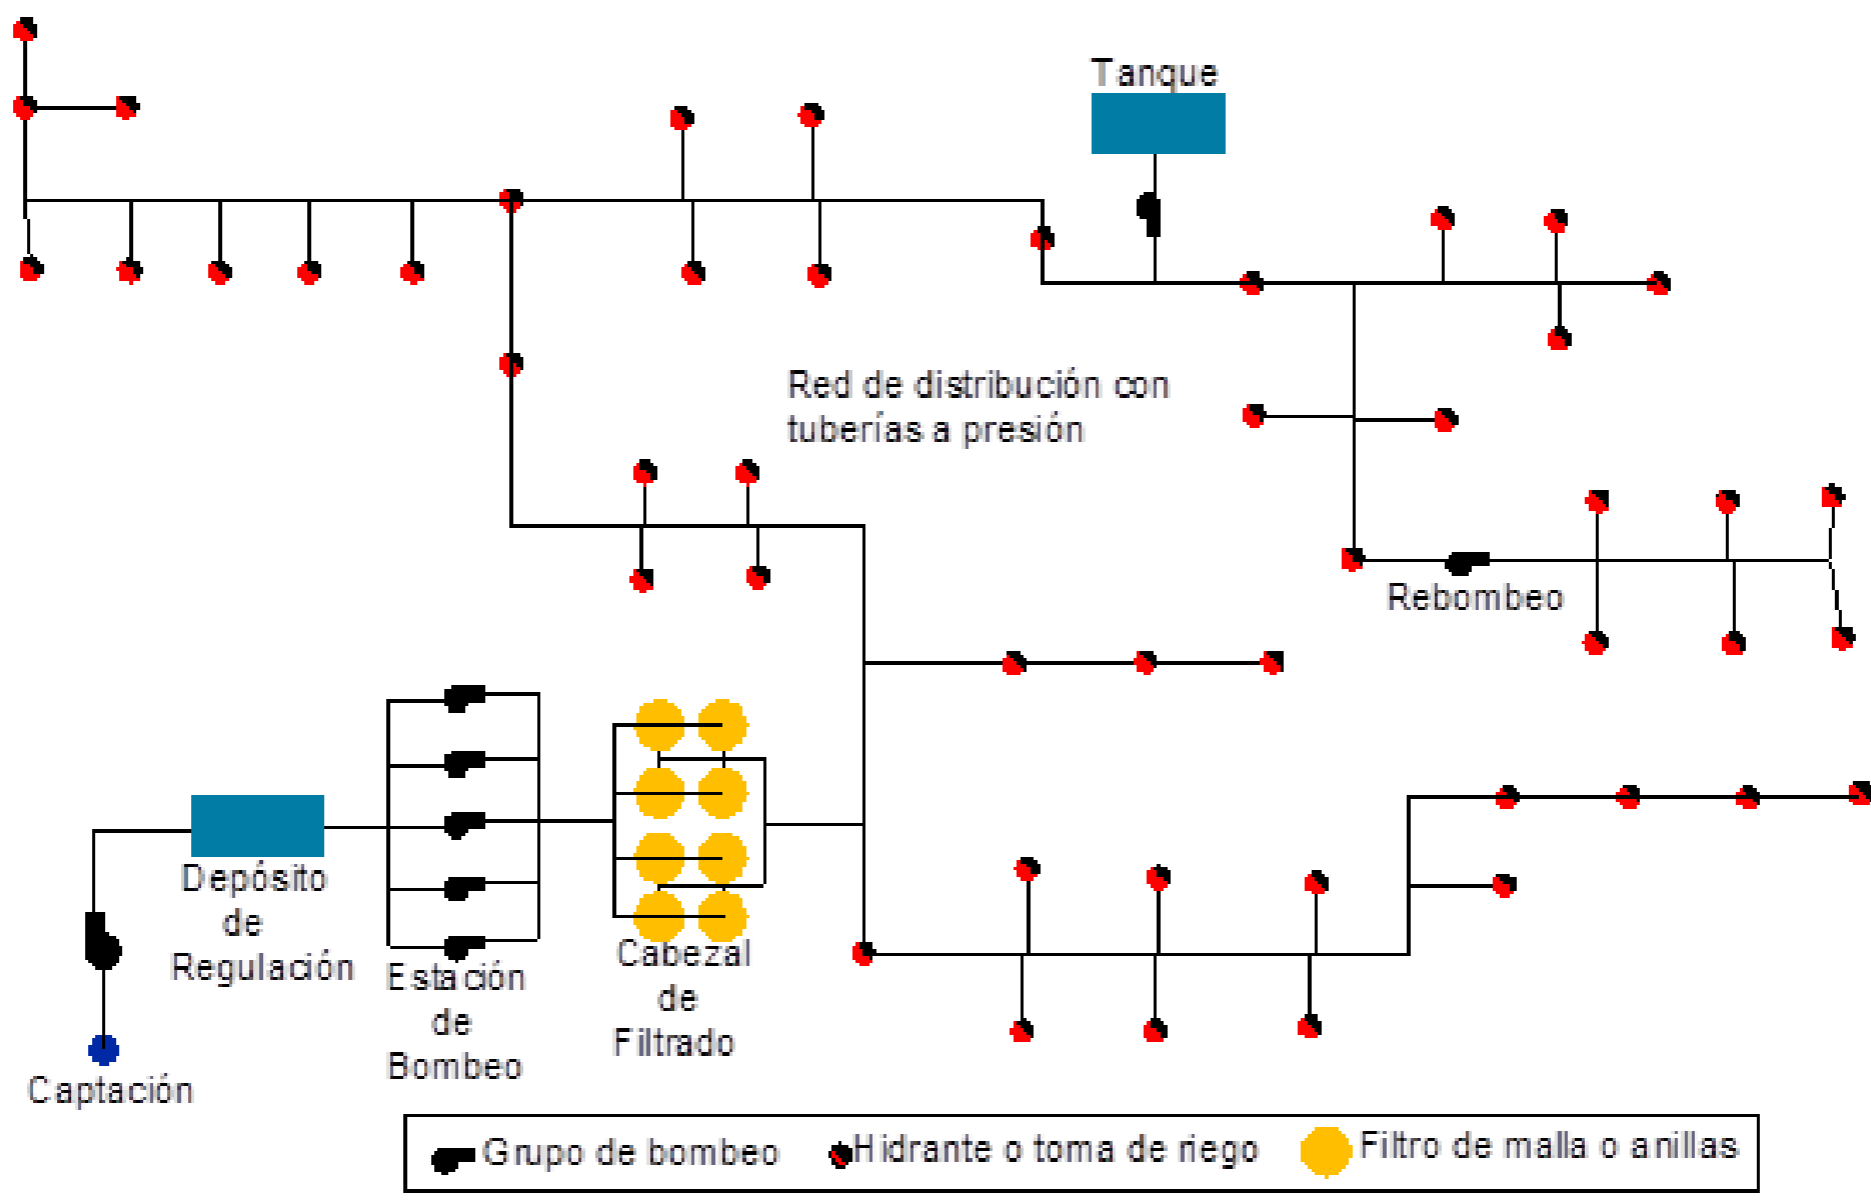 Tanque
Red de distribución con
tuberías a presión
Rebombeo
Depósito
de
Regulación
Estación
de
Bombeo
Cabezal
de
Filtrado
Captación
Grupo de bombeo
Hidrante o toma de riego
Filtro de malla o anillas